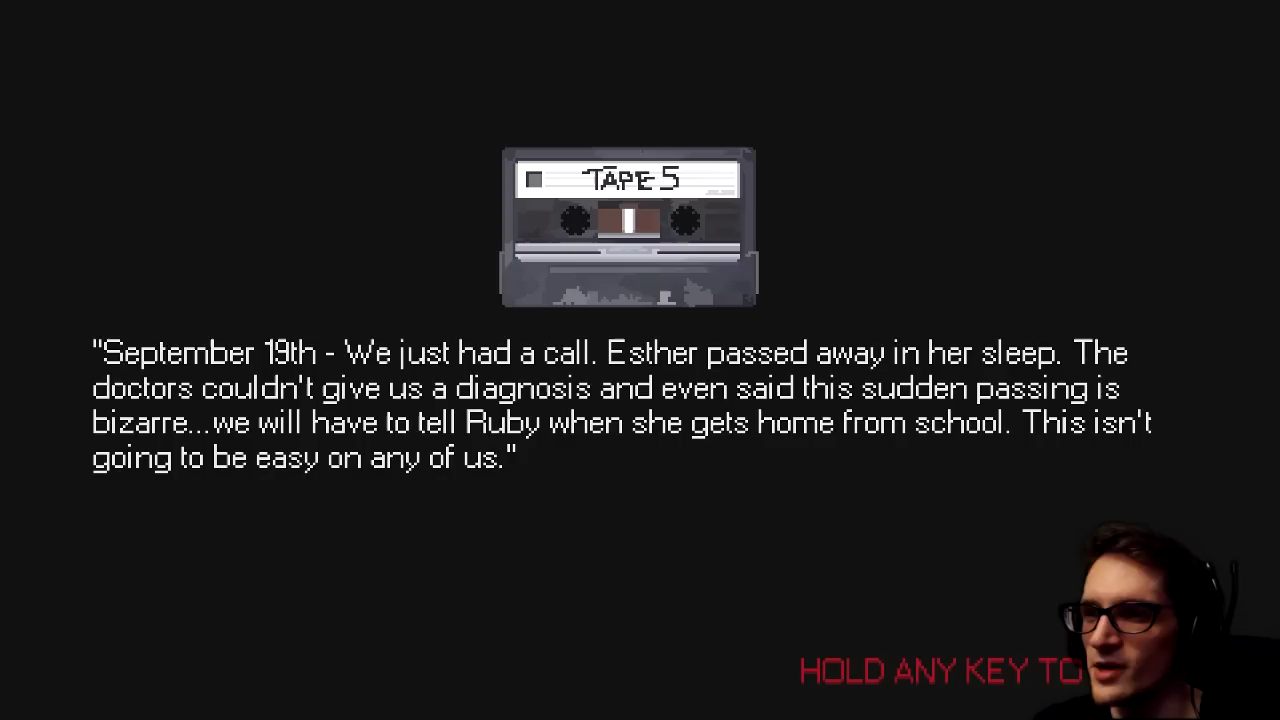 TAPE 5
"September 19th - We just had a call. Esther passed away in her sleep. The
doctors couldn't give us a diagnosis and even said this sudden passing is
bizarre...we will have to tell Ruby when she gets home from school. This isn't
going to be easy on any of us."
HOLD ANY KEY TO